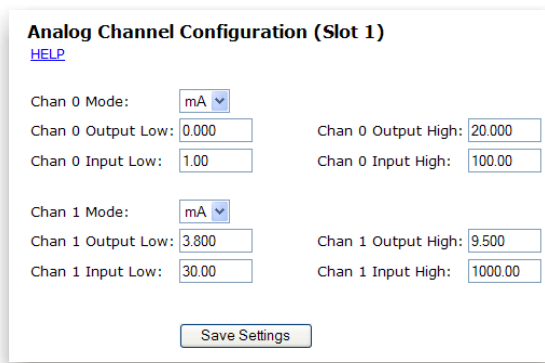 Analog Channel Configuration (Slot 1)
HELP
Chan 0 Mode: mA
Chan 0 Output Low: 0.000 Chan 0 Output High: 20.000
Chan 0 Input Low: 1.00 Chan 0 Input High: 100.00
Chan 1 Mode: mA
Chan 1 Output Low: 3.800 Chan 1 Output High: 9.500
Chan 1 Input Low: 30.00 Chan 1 Input High: 1000.00
Save Settings